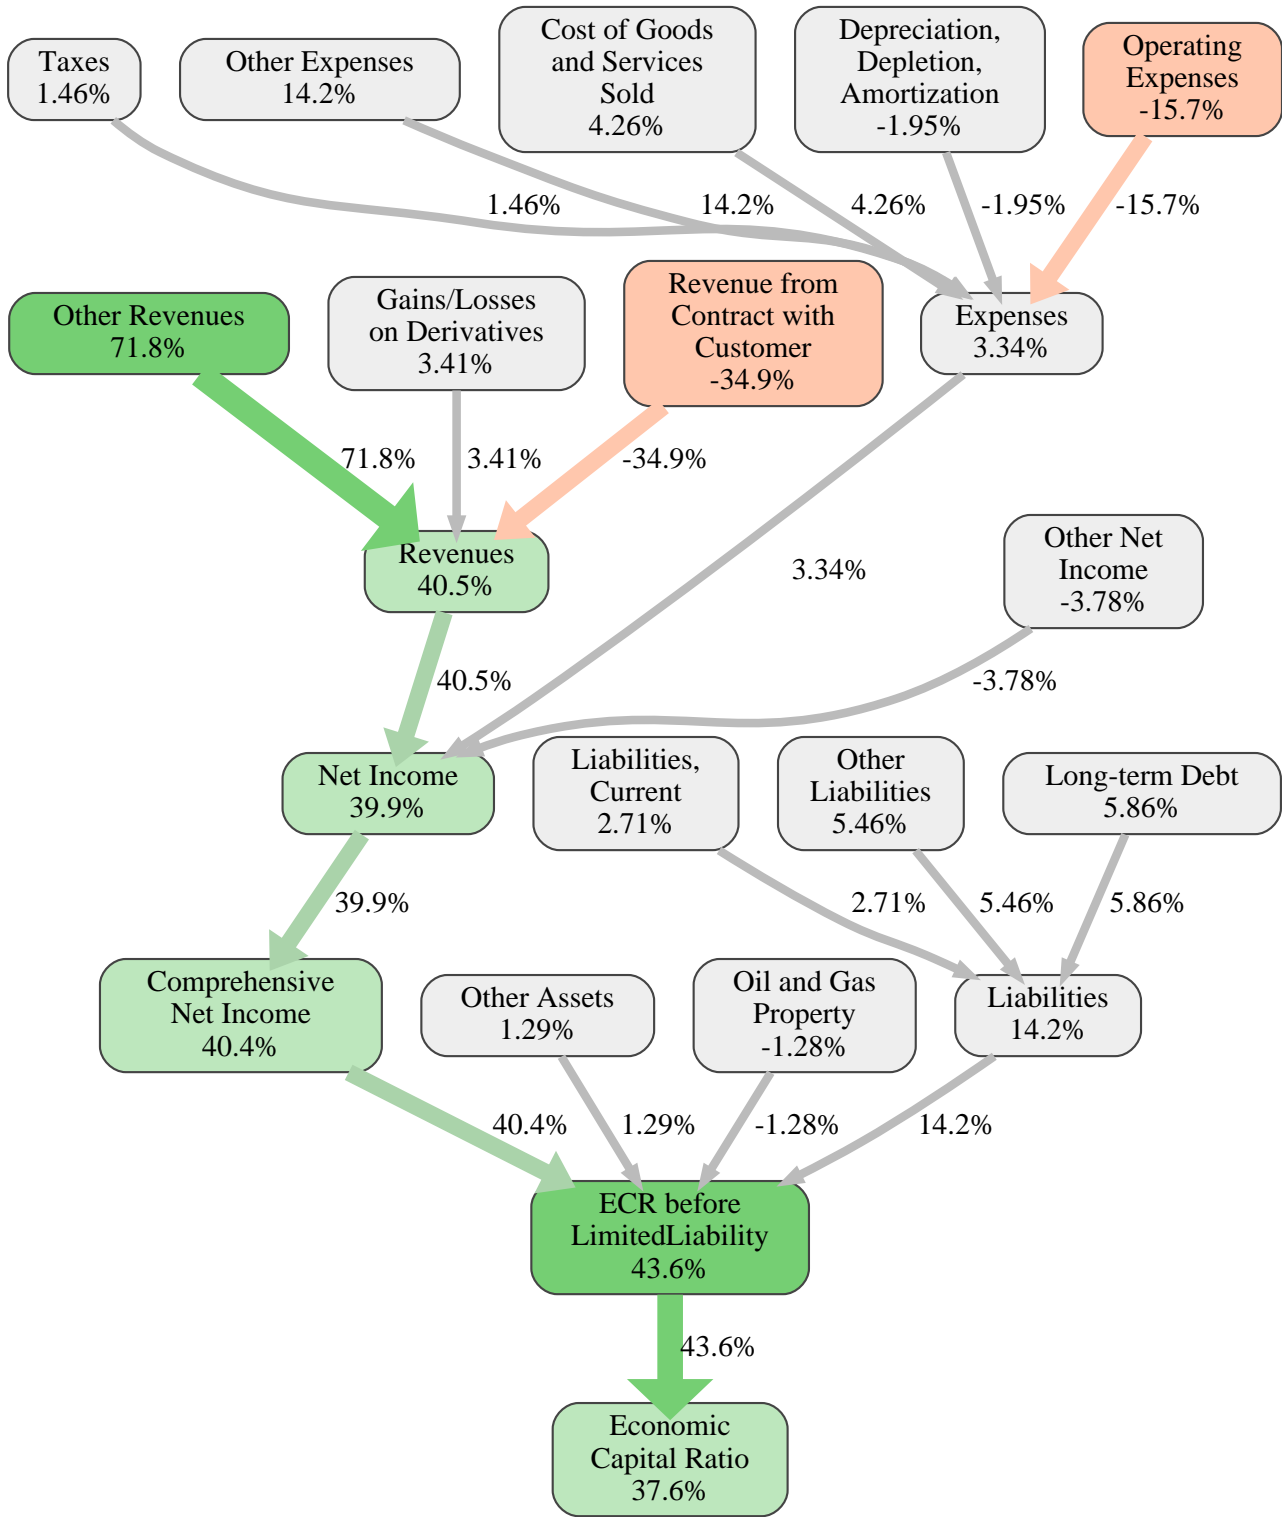 Taxes
1.46%
Other Expenses
14.2%
Cost of Goods
and Services
Sold
4.26%
Depreciation,
Depletion,
Amortization
-1.95%
Operating
Expenses
-15.7%
1.46%
14.2%
4.26%
-1.95%
-15.7%
Other Revenues
71.8%
Gains/Losses
on Derivatives
3.41%
Revenue from
Contract with
Customer
-34.9%
Expenses
3.34%
71.8%
3.41%
-34.9%
Revenues
40.5%
3.34%
Other Net
Income
-3.78%
40.5%
-3.78%
Net Income
39.9%
Liabilities,
Current
2.71%
Other
Liabilities
5.46%
Long-term Debt
5.86%
39.9%
2.71%
5.46%
5.86%
Comprehensive
Net Income
40.4%
Other Assets
1.29%
Oil and Gas
Property
-1.28%
Liabilities
14.2%
40.4%
1.29%
-1.28%
14.2%
ECR before
LimitedLiability
43.6%
43.6%
Economic
Capital Ratio
37.6%